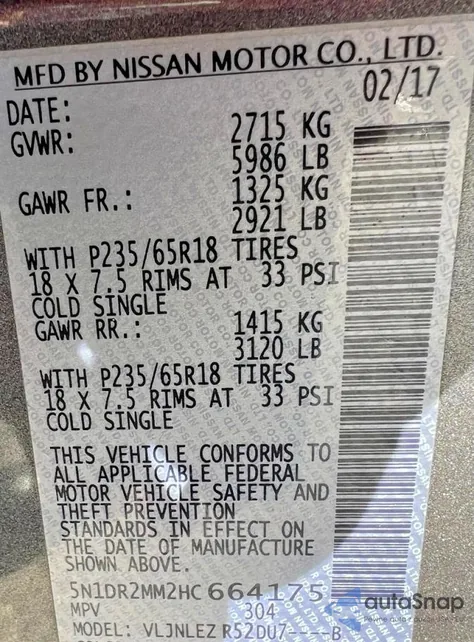 MFD BY NISSAN MOTOR CO., LTD.
DATE: 02/17
GVWR: 2715 KG
5986 LB
GAWR FR.: 1325 KG
2921 LB
WITH P235/65R18 TIRES
18 X 7.5 RIMS AT 33 PSI
COLD SINGLE
GAWR RR.: 1415 KG
3120 LB
WITH P235/65R18 TIRES
18 X 7.5 RIMS AT 33 PSI
COLD SINGLE
THIS VEHICLE CONFORMS TO
ALL APPLICABLE FEDERAL
MOTOR VEHICLE SAFETY AND
THEFT PREVENTION
STANDARDS IN EFFECT ON
THE DATE OF MANUFACTURE
SHOWN ABOVE.
5N1DR2MM2HC664175
MPV 304
MODEL: VLJNLEZ R52DU7----B
autoSnap